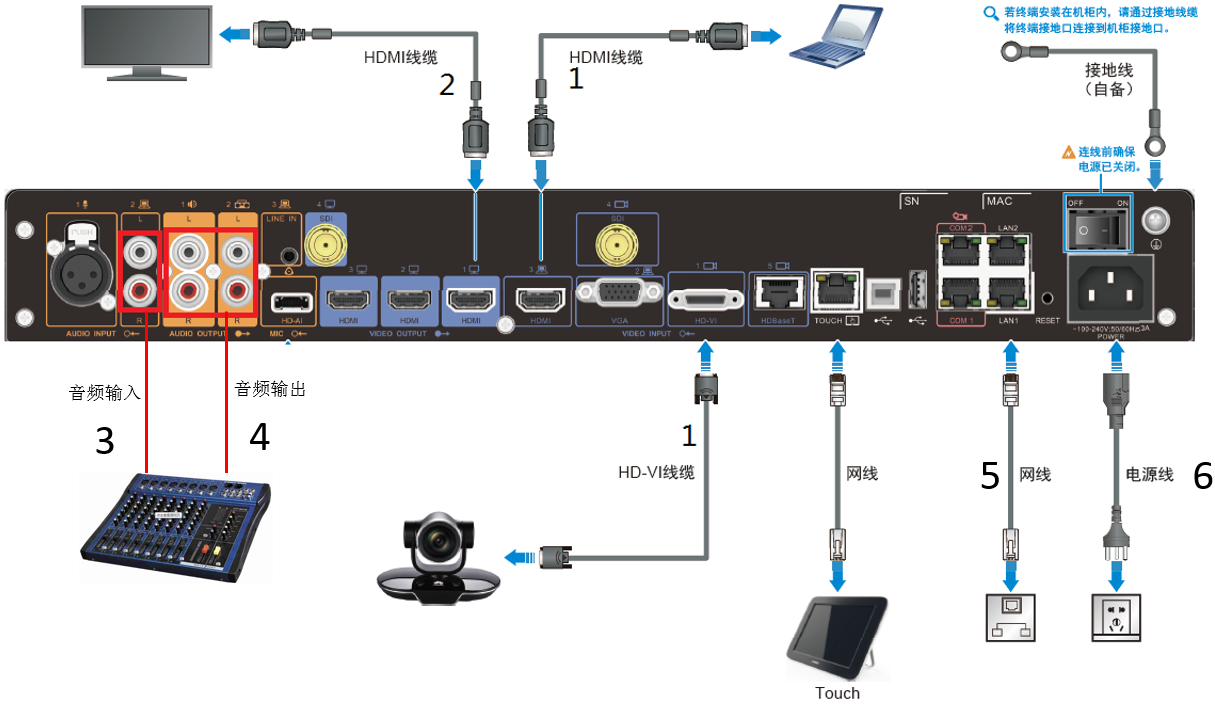 若终端安装在机柜内，请通过接地线缆
将终端接地口连接到机柜接地口。
HDMI线缆
2
HDMI线缆
1
接地线
（自备）
连线前确保
电源已关闭。
SN
MAC
OFF ON
1
2
1
2
3
4
4
L
L
L
LINE IN
SDI
SDI
PUSH
COM 2
LAN2
3
2
1
3
2
1
5
R
R
R
HD-AI
HDMI
HDMI
HDMI
HDMI
VGA
HD-VI
HDBaseT
TOUCH
COM 1
LAN1
RESET
~100-240V;50/60Hz;3A
POWER
AUDIO INPUT
AUDIO OUTPUT
MIC
VIDEO OUTPUT
VIDEO INPUT
音频输入
3
音频输出
4
1
HD-VI线缆
网线
5
网线
电源线
6
Touch